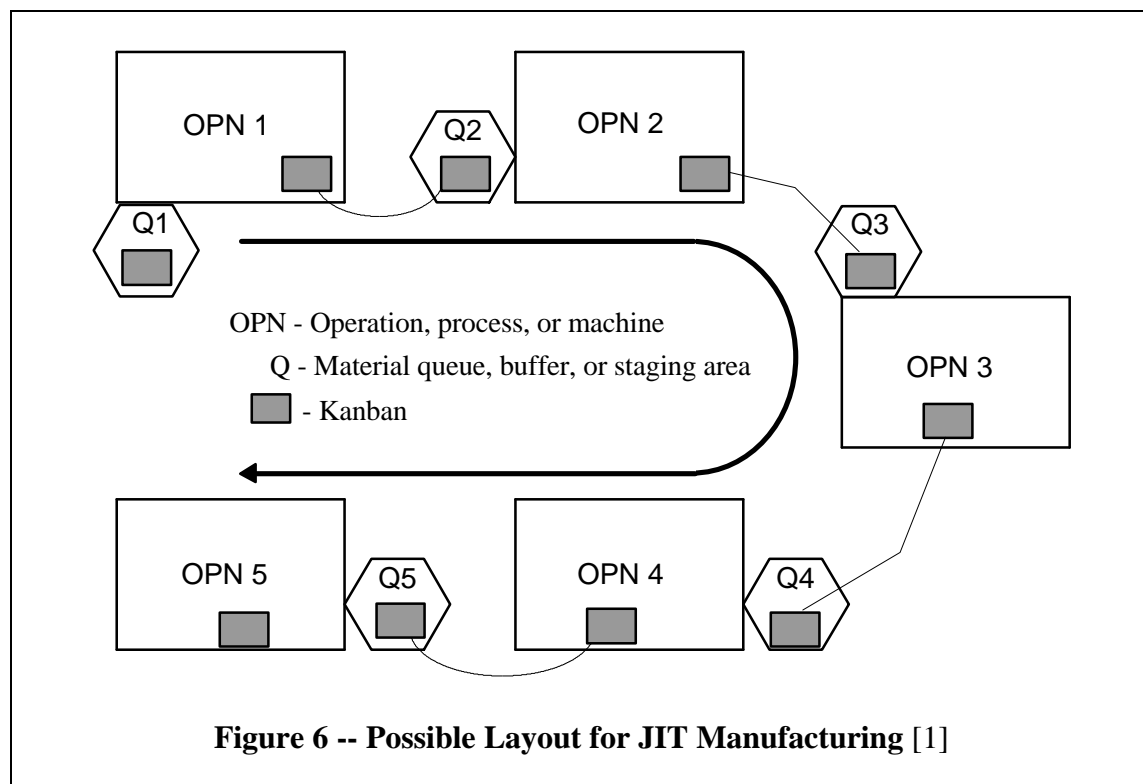 OPN 1
Q2
OPN 2
Q1
Q3
OPN - Operation, process, or machine
Q - Material queue, buffer, or staging area
- Kanban
OPN 3
OPN 5
Q5
OPN 4
Q4
Figure 6 -- Possible Layout for JIT Manufacturing [1]